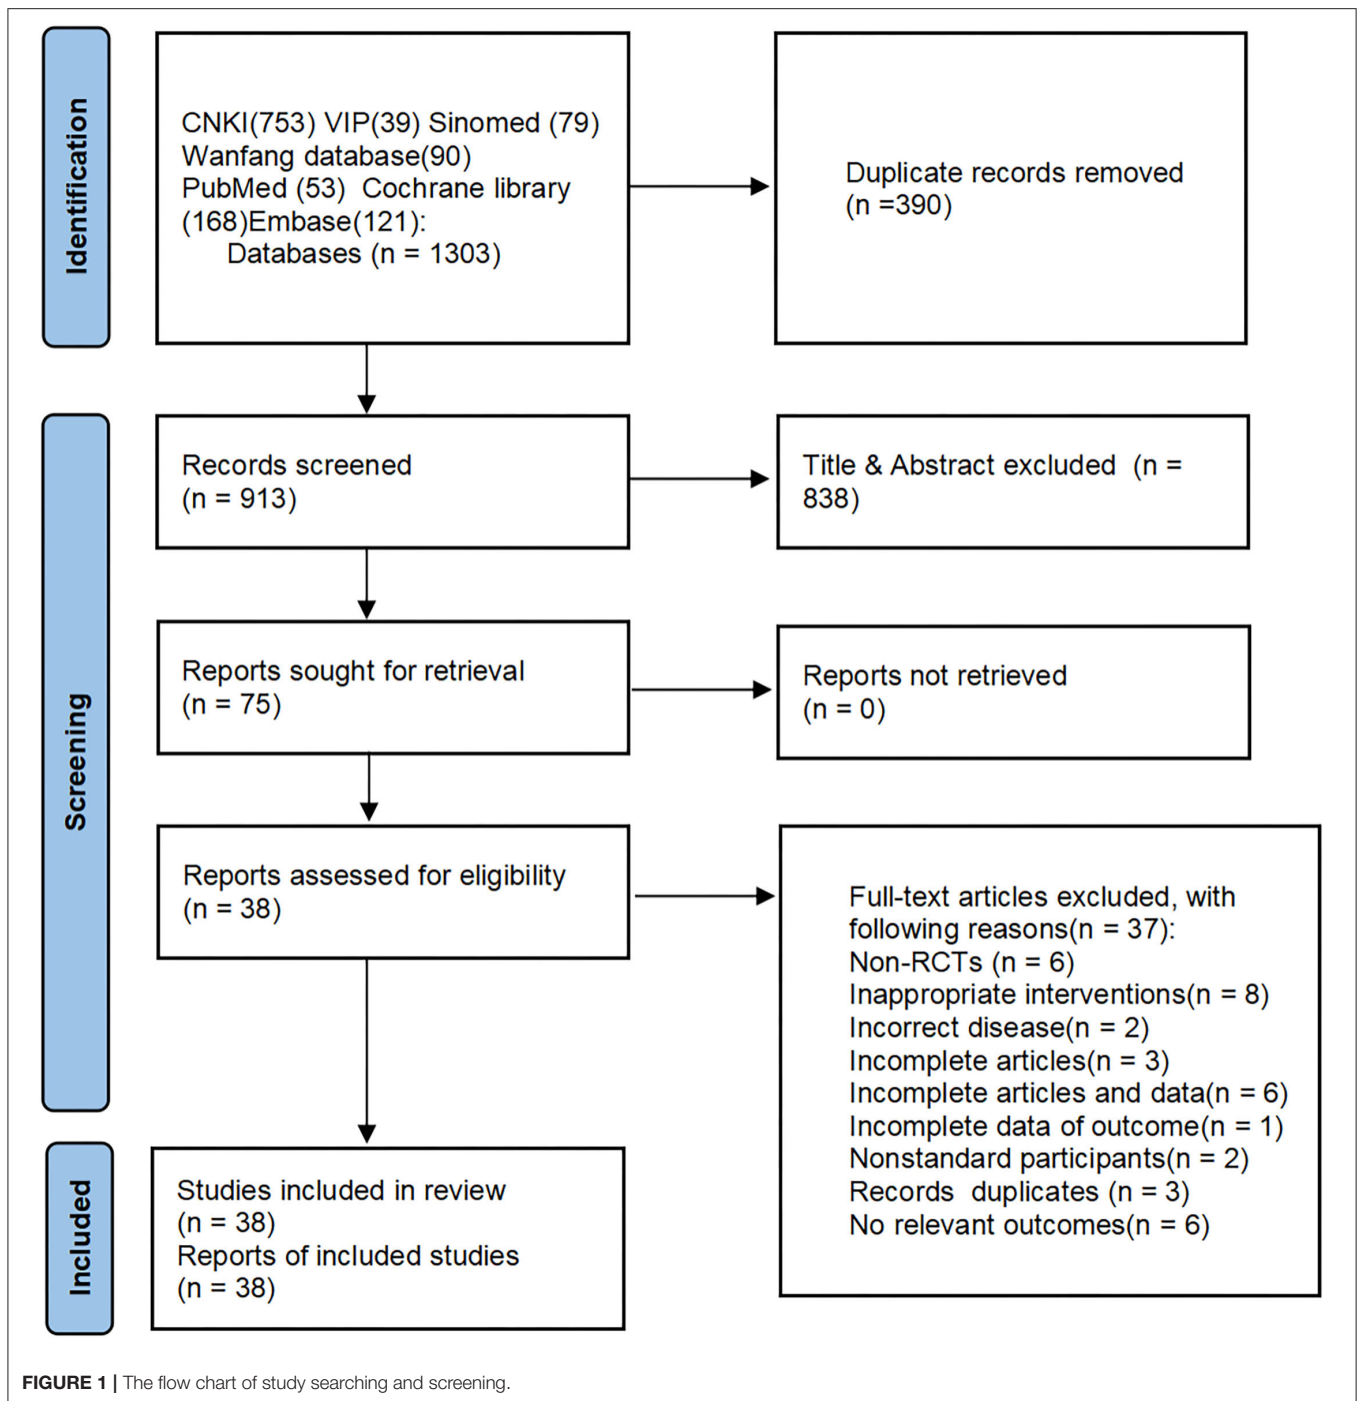 Identification
CNKI(753) VIP(39) Sinomed (79)
Wanfang database(90)
PubMed (53) Cochrane library
(168)Embase(121):
Databases (n = 1303)
Duplicate records removed
(n =390)
Screening
Records screened
(n = 913)
Title & Abstract excluded (n =
838)
Reports sought for retrieval
(n = 75)
Reports not retrieved
(n = 0)
Reports assessed for eligibility
(n = 38)
Full-text articles excluded, with
following reasons(n = 37):
Non-RCTs (n = 6)
Inappropriate interventions(n = 8)
Incorrect disease(n = 2)
Incomplete articles(n = 3)
Incomplete articles and data(n = 6)
Incomplete data of outcome(n = 1)
Nonstandard participants(n = 2)
Records duplicates (n = 3)
No relevant outcomes(n = 6)
Included
Studies included in review
(n = 38)
Reports of included studies
(n = 38)
FIGURE 1 | The flow chart of study searching and screening.